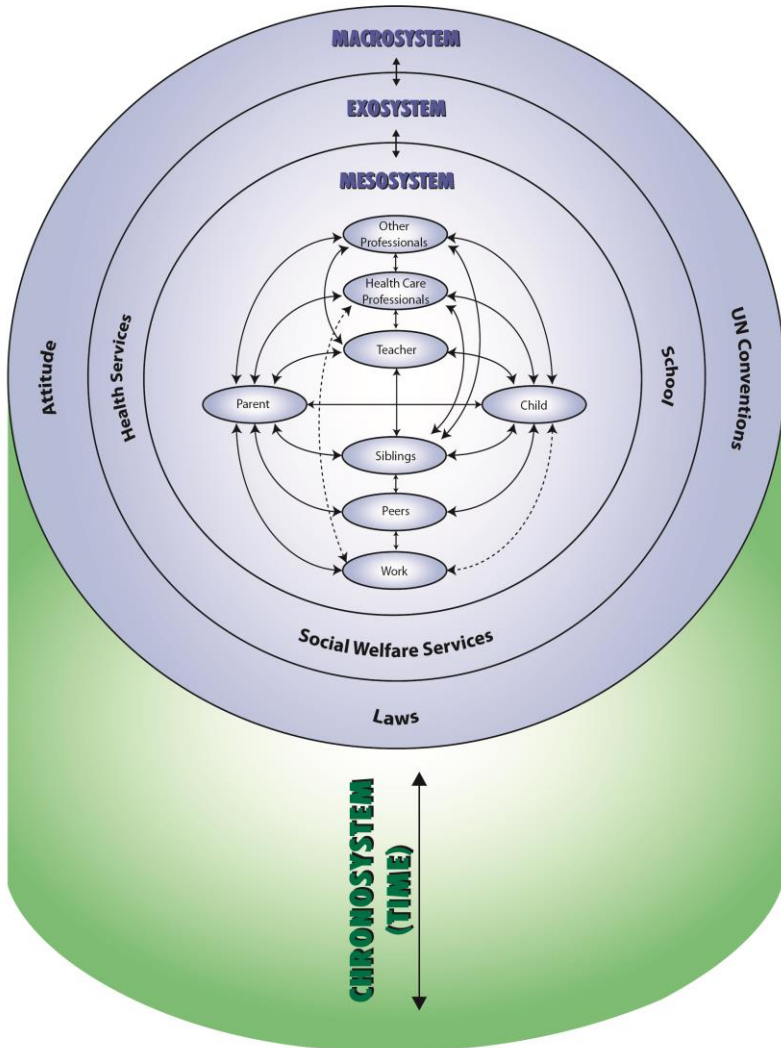 MACROSYSTEM
EXOSYSTEM
MESOSYSTEM
Other
Professionals
Health Care
Professionals
Teacher
Parent
Child
Siblings
Peers
Work
Attitude
Health Services
School
UN Conventions
Social Welfare Services
Laws
CHRONOSYSTEM
(TIME)